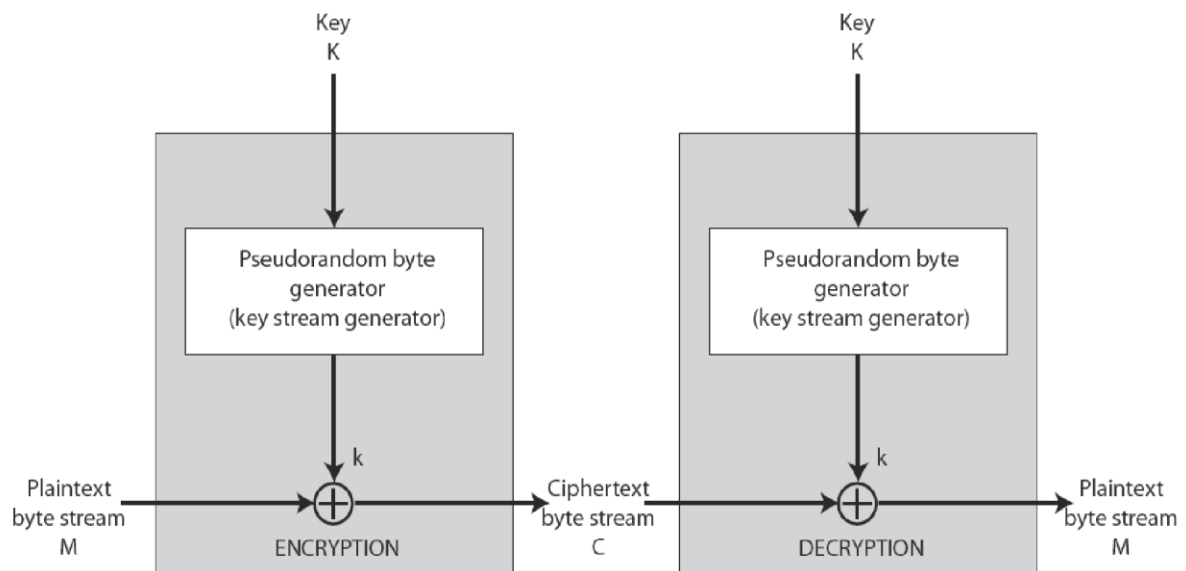 Key
K
Key
K
Pseudorandom byte
generator
(key stream generator)
Pseudorandom byte
generator
(key stream generator)
k
k
Plaintext
byte stream
M
ENCRYPTION
Ciphertext
byte stream
C
DECRYPTION
Plaintext
byte stream
M